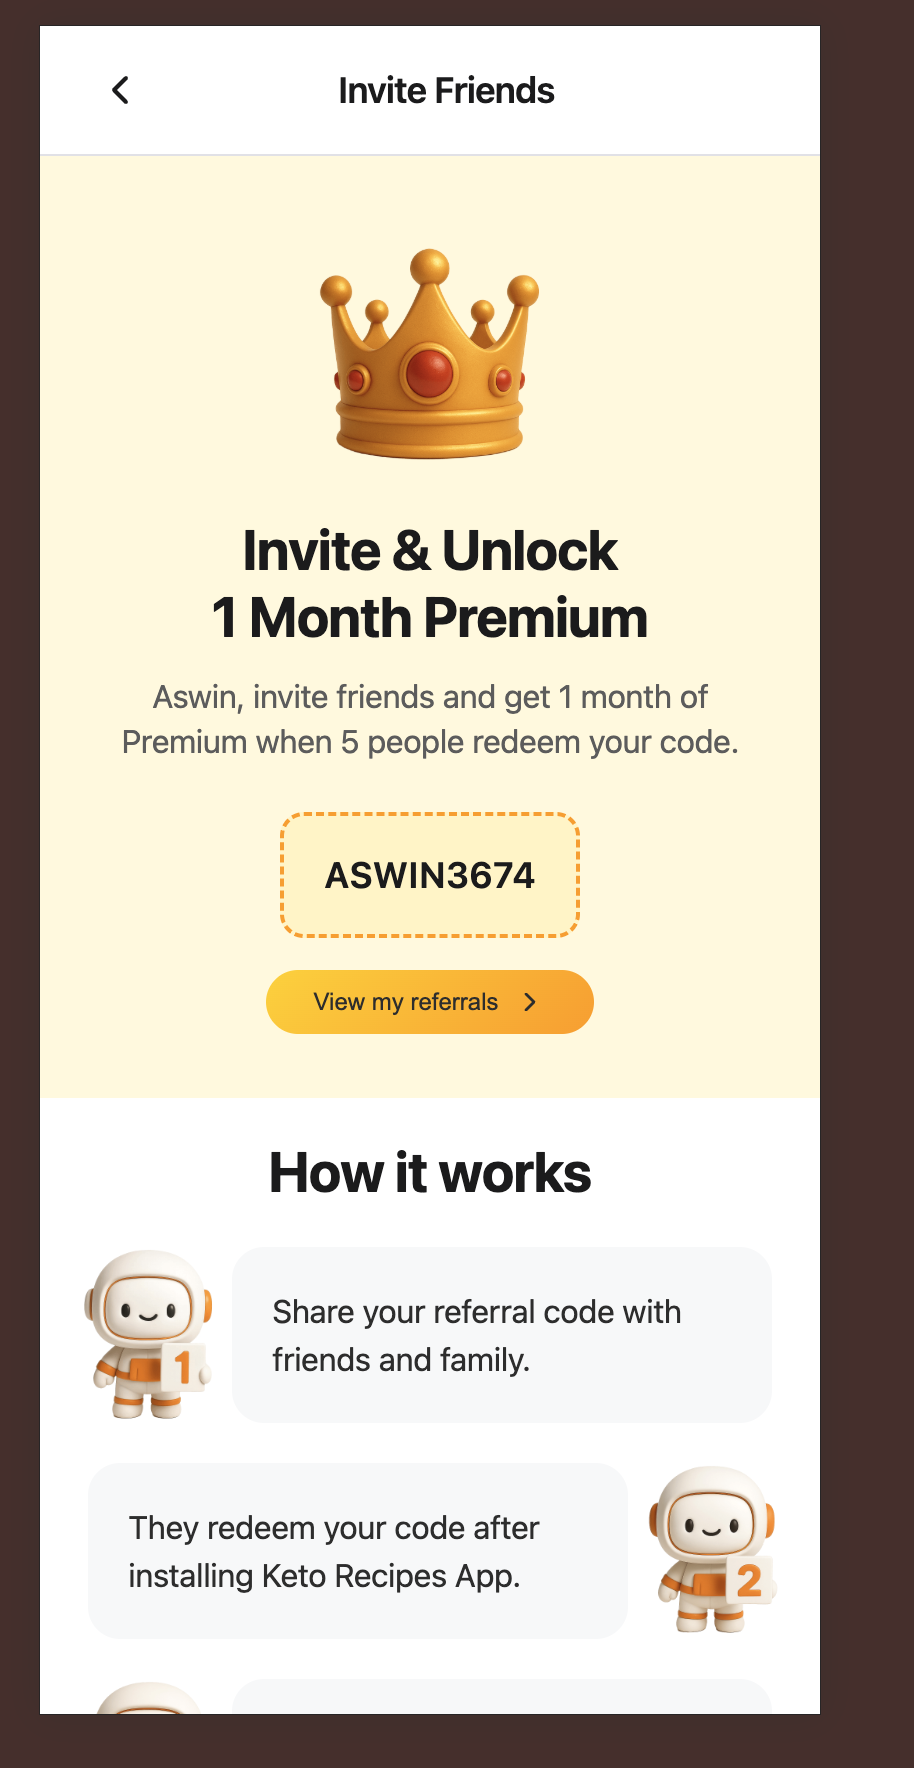 Invite Friends
Invite & Unlock
1 Month Premium
Aswin, invite friends and get 1 month of
Premium when 5 people redeem your code.
ASWIN3674
View my referrals
How it works
1
Share your referral code with
friends and family.
They redeem your code after
installing Keto Recipes App.
2